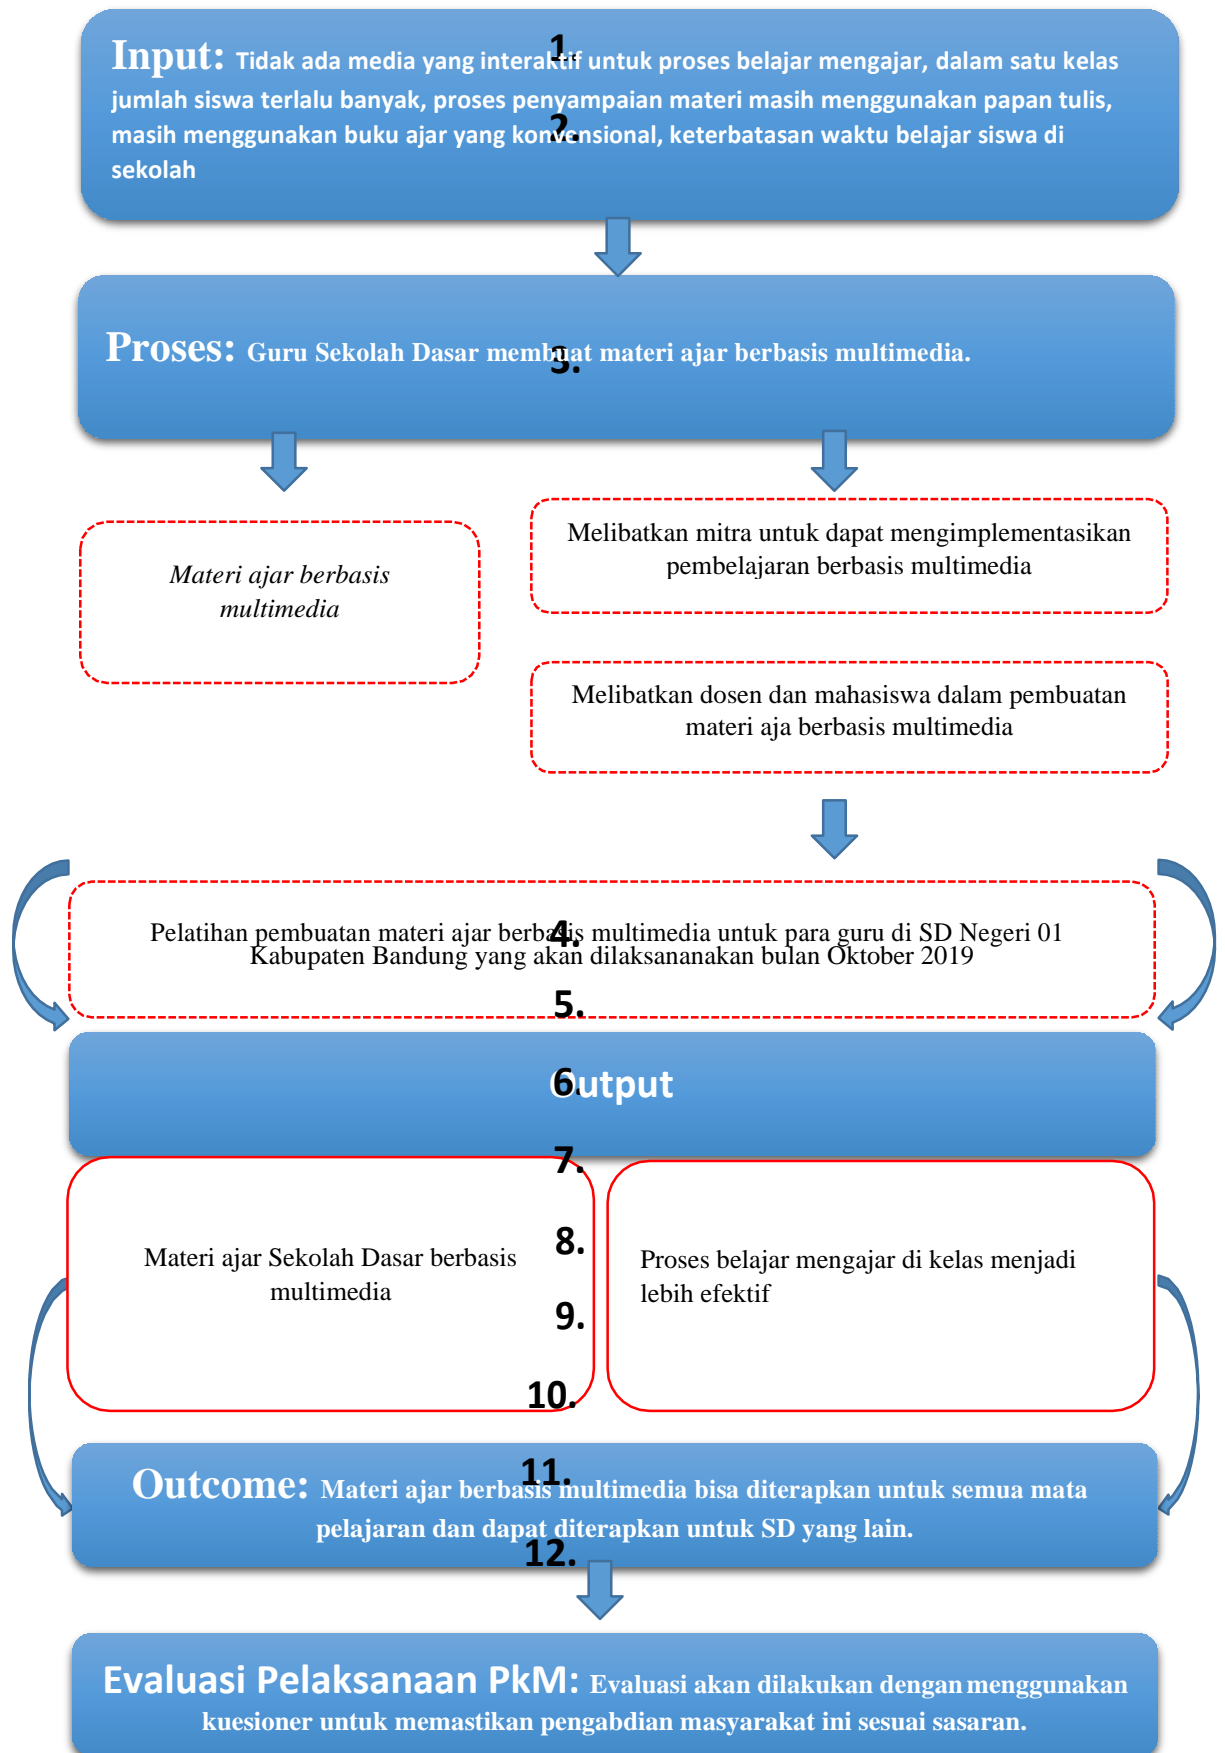 1.
Input: Tidak ada media yang interaktif untuk proses belajar mengajar, dalam satu kelas
jumlah siswa terlalu banyak, proses penyampaian materi masih menggunakan papan tulis,
2.
masih menggunakan buku ajar yang konvensional, keterbatasan waktu belajar siswa di
sekolah
Proses: Guru Sekolah Dasar membuat materi ajar berbasis multimedia.
3.
Materi ajar berbasis
multimedia
Melibatkan mitra untuk dapat mengimplementasikan
pembelajaran berbasis multimedia
Melibatkan dosen dan mahasiswa dalam pembuatan
materi aja berbasis multimedia
4.
Pelatihan pembuatan materi ajar berbasis multimedia untuk para guru di SD Negeri 01
Kabupaten Bandung yang akan dilaksananakan bulan Oktober 2019
5.
6.
Output
7.
8.
Materi ajar Sekolah Dasar berbasis
multimedia
Proses belajar mengajar di kelas menjadi
lebih efektif
9.
10.
11.
Outcome: Materi ajar berbasis multimedia bisa diterapkan untuk semua mata
pelajaran dan dapat diterapkan untuk SD yang lain.
12.
Evaluasi Pelaksanaan PkM: Evaluasi akan dilakukan dengan menggunakan
kuesioner untuk memastikan pengabdian masyarakat ini sesuai sasaran.